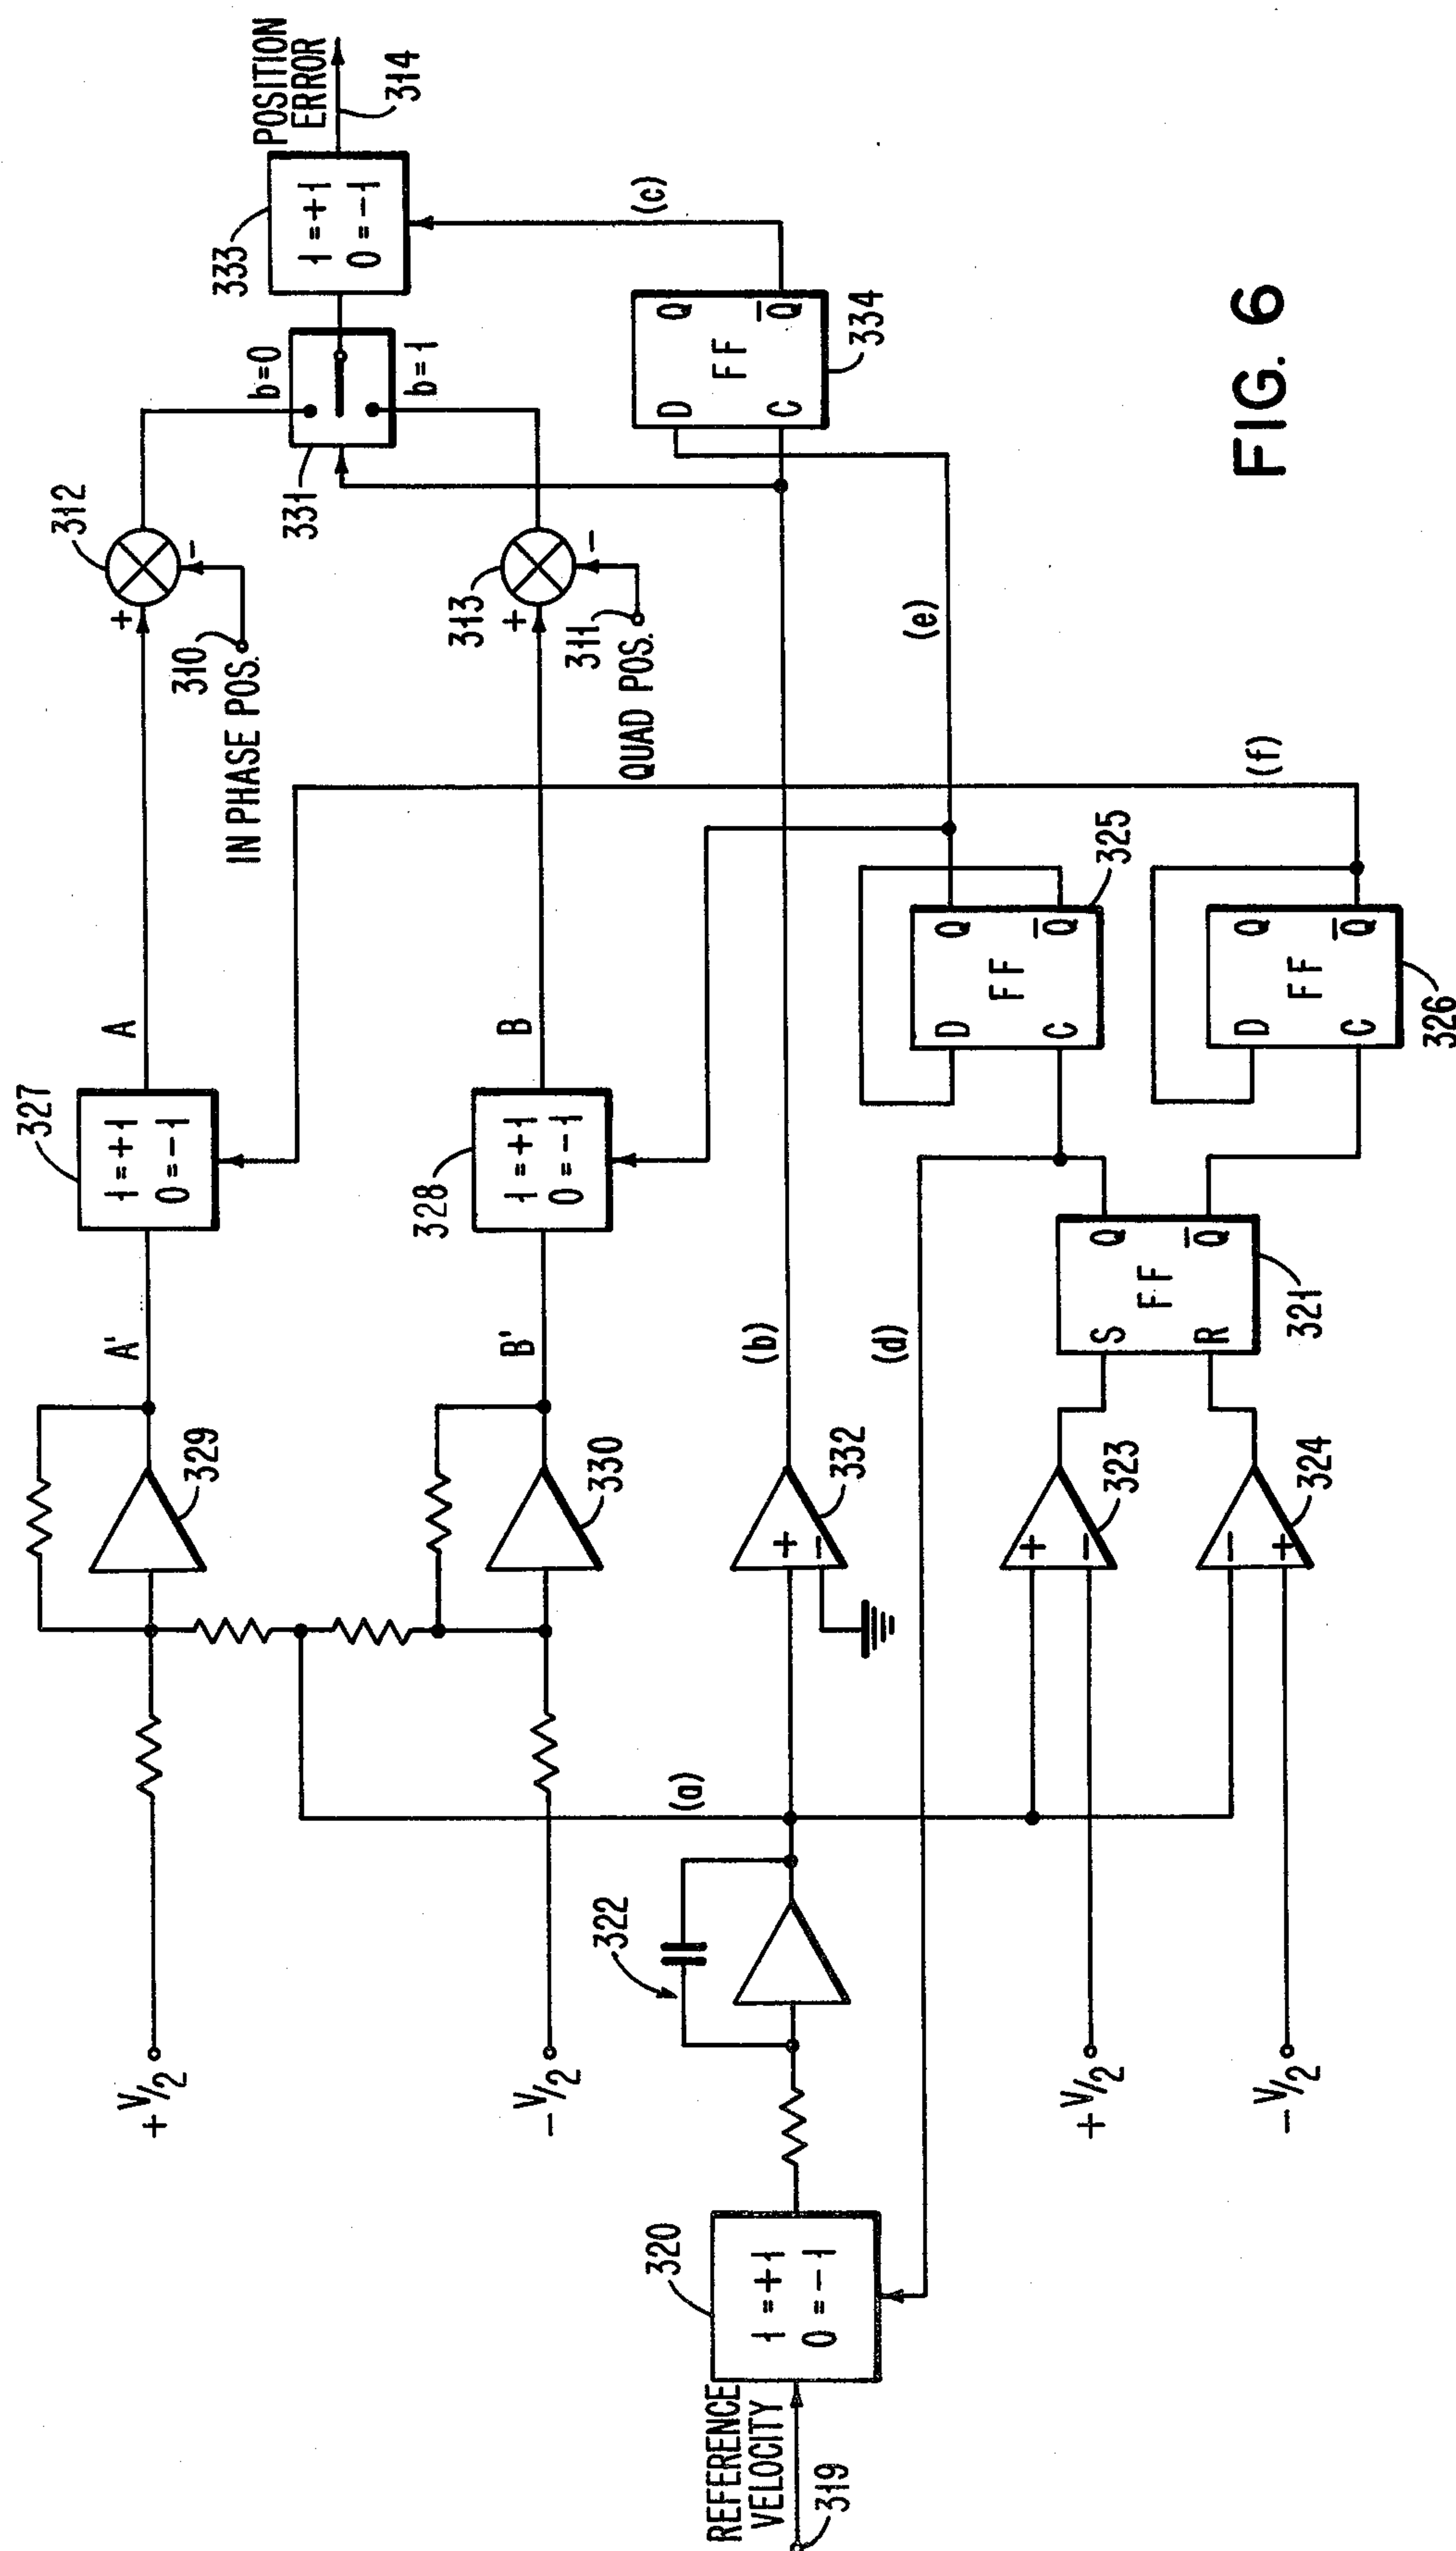 POSITION
ERROR
314
333
1 = +1
0 = -1
(c)
b=0
b=1
331
Q
FF
Q̅
D
C
334
312
+
-
310
IN PHASE POS.
313
+
-
311
QUAD POS.
(e)
(f)
A
327
1 = +1
0 = -1
B
328
1 = +1
0 = -1
325
Q
FF
Q̅
D
C
326
Q
FF
Q̅
D
C
A'
B'
(b)
(d)
321
Q
FF
Q̅
S
R
329
330
332
+
-
323
+
-
324
-
+
(a)
322
+ V/2
- V/2
+ V/2
- V/2
320
1 = +1
0 = -1
REFERENCE
VELOCITY
319
FIG. 6